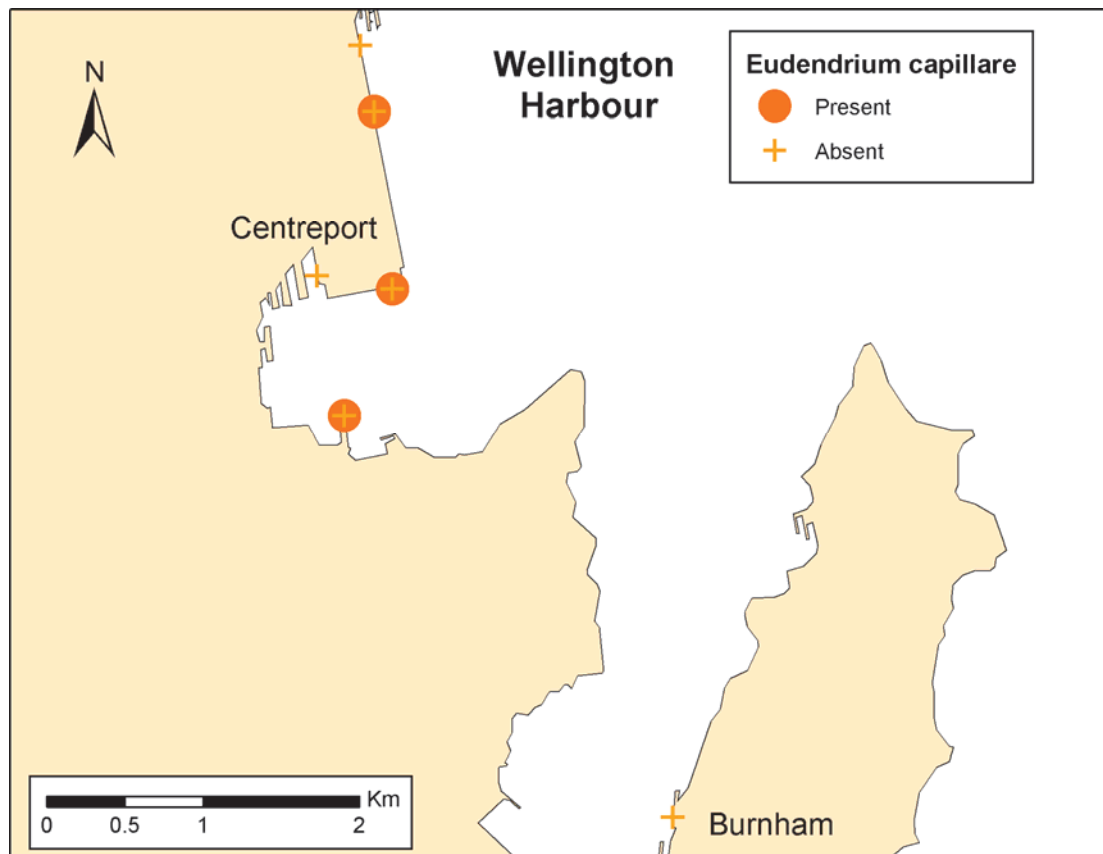 Wellington
Harbour
Eudendrium capillare
Present
Absent
N
Centreport
Km
0 0.5 1 2
Burnham